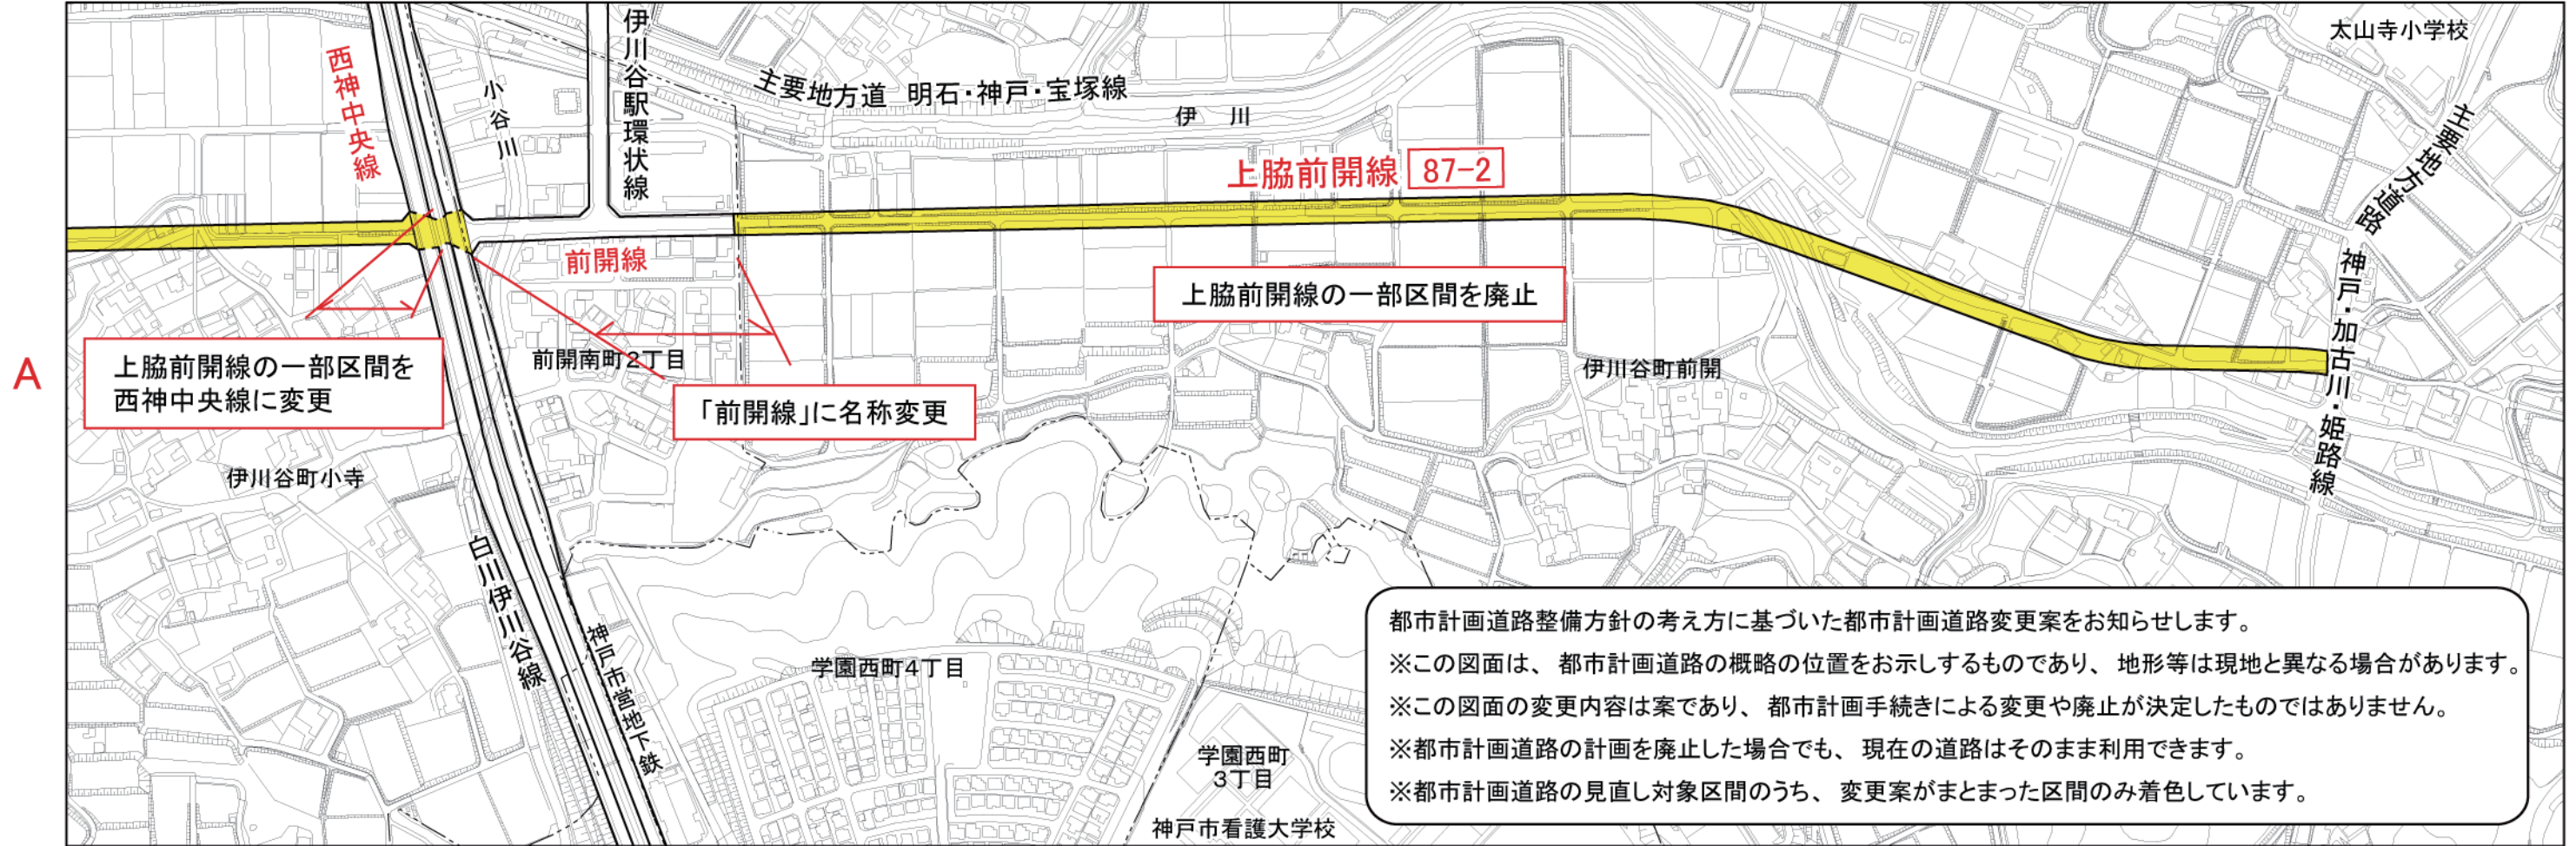 太山寺小学校
西神中央線
小谷川
伊川谷駅環状線
主要地方道 明石・神戸・宝塚線
伊 川
主要地方道路 神戸・加古川・姫路線
上脇前開線 87-2
前開線
上脇前開線の一部区間を廃止
A
上脇前開線の一部区間を
西神中央線に変更
前開南町2丁目
「前開線」に名称変更
伊川谷町前開
伊川谷町小寺
白川伊川谷線
神戸市営地下鉄
学園西町4丁目
学園西町
3丁目
神戸市看護大学校
都市計画道路整備方針の考え方に基づいた都市計画道路変更案をお知らせします。
※この図面は、都市計画道路の概略の位置をお示しするものであり、地形等は現地と異なる場合があります。
※この図面の変更内容は案であり、都市計画手続きによる変更や廃止が決定したものではありません。
※都市計画道路の計画を廃止した場合でも、現在の道路はそのまま利用できます。
※都市計画道路の見直し対象区間のうち、変更案がまとまった区間のみ着色しています。